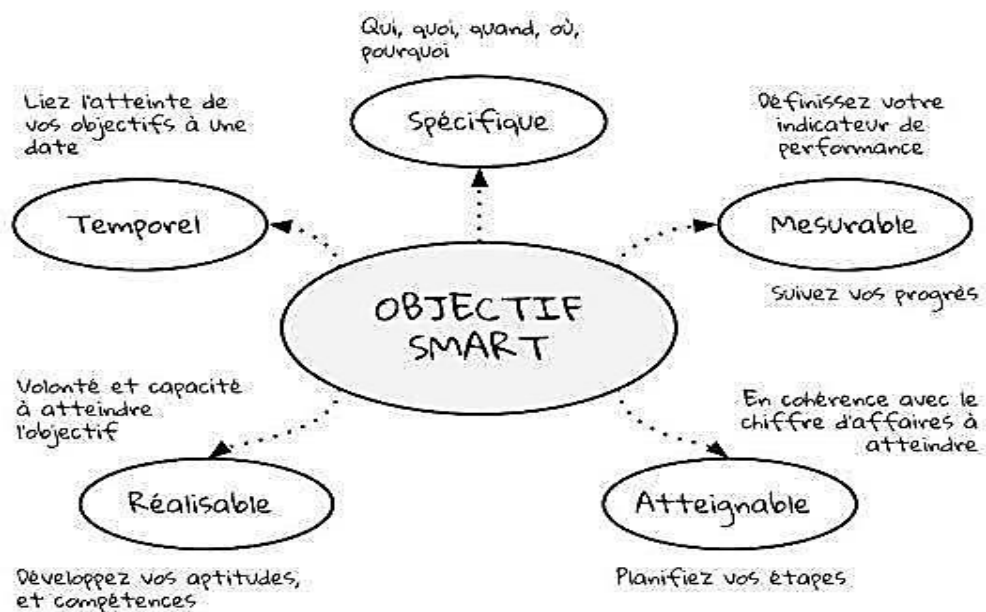 Qui, quoi, quand, où,
pourquoi
Spécifique
Liez l'atteinte de
vos objectifs à une
date
Temporel
Définissez votre
indicateur de
performance
Mesurable
Suivez vos progrès
OBJECTIF
SMART
Volonté et capacité
à atteindre
l'objectif
Réalisable
Développez vos aptitudes,
et compétences
En cohérence avec le
chiffre d'affaires à
atteindre
Atteignable
Planifiez vos étapes